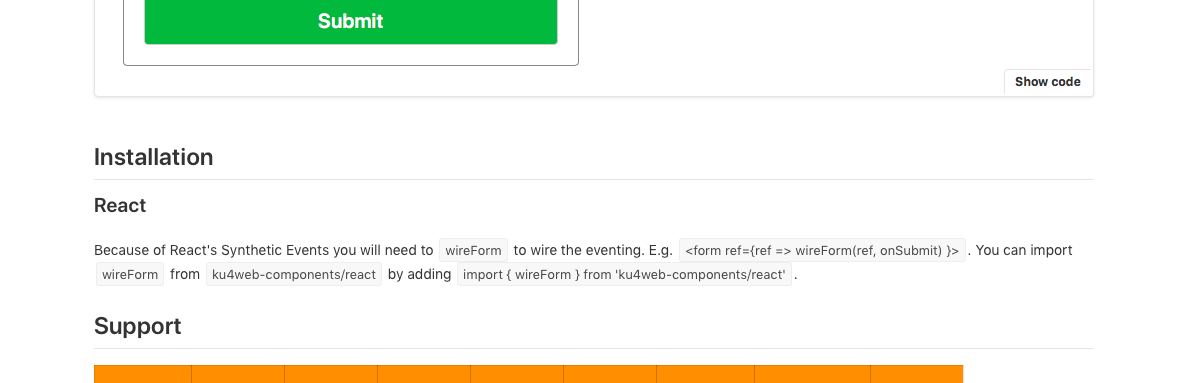 Submit
Show code
Installation
React
Because of React's Synthetic Events you will need to wireForm to wire the eventing. E.g. <form ref={ref => wireForm(ref, onSubmit) }> . You can import
wireForm from ku4web-components/react by adding import { wireForm } from 'ku4web-components/react' .
Support